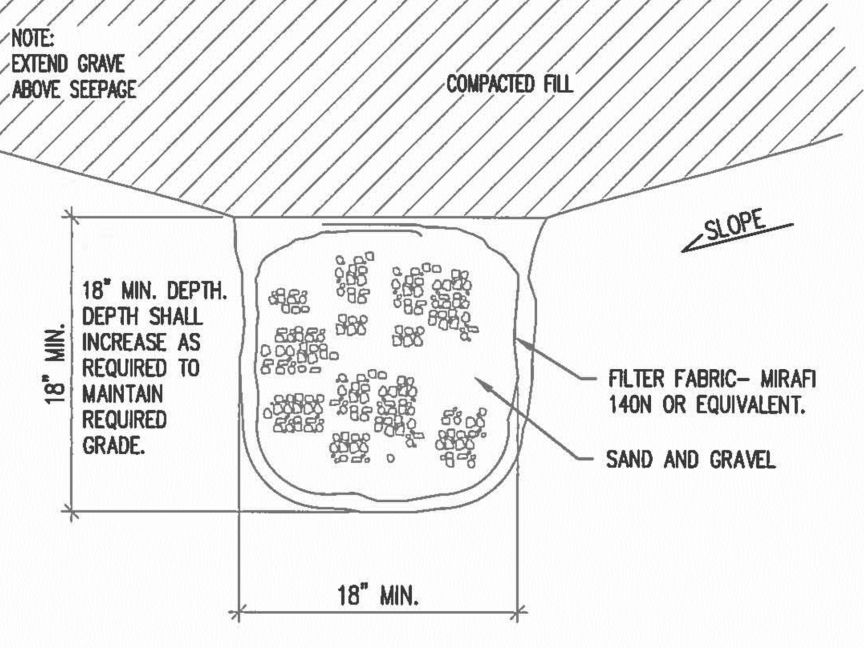 NOTE:
EXTEND GRAVE
ABOVE SEEPAGE
COMPACTED FILL
SLOPE
18" MIN. DEPTH.
DEPTH SHALL
INCREASE AS
REQUIRED TO
MAINTAIN
REQUIRED
GRADE.
18" MIN.
FILTER FABRIC- MIRAFI
140N OR EQUIVALENT.
SAND AND GRAVEL
18" MIN.